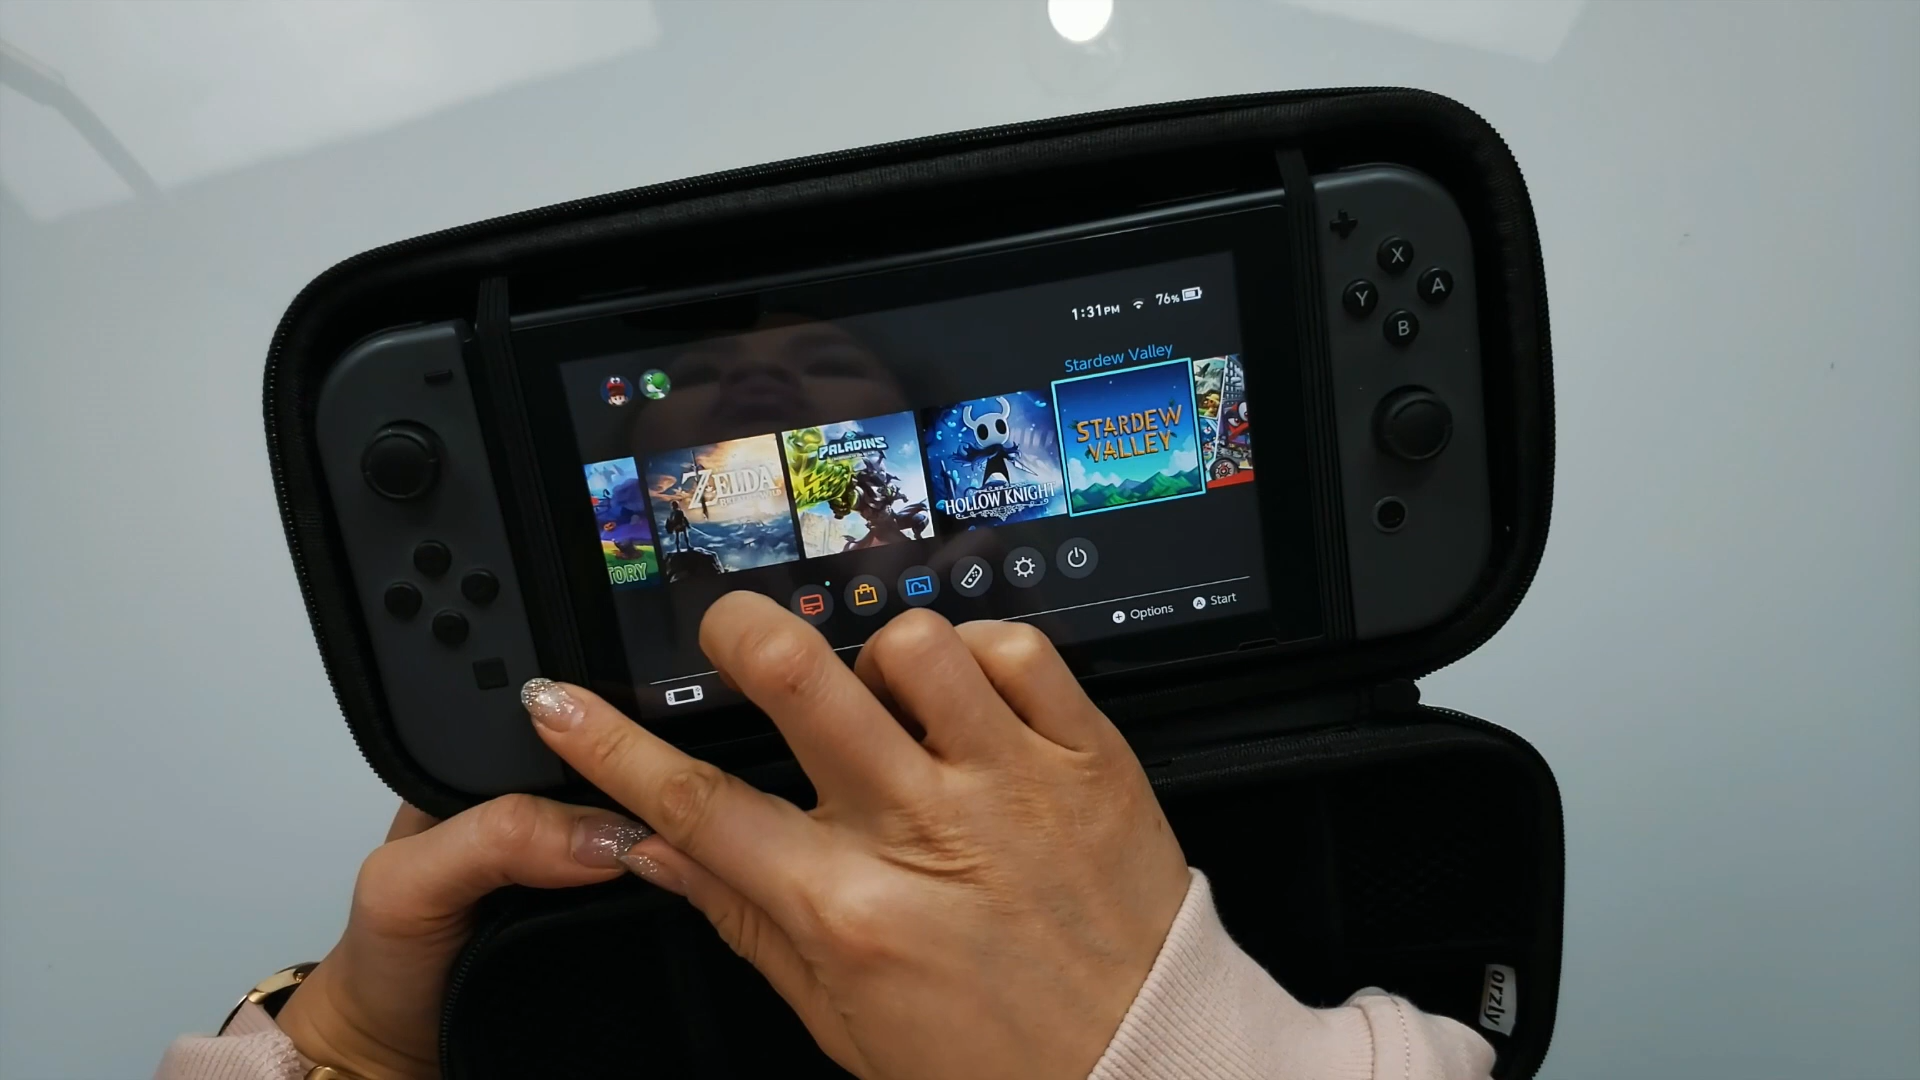 1:31PM 76%
Stardew Valley
ZELDA
PALADINS
HOLLOW KNIGHT
STARDEW
VALLEY
TORY
Options
A Start
X
Y
A
B
orzly